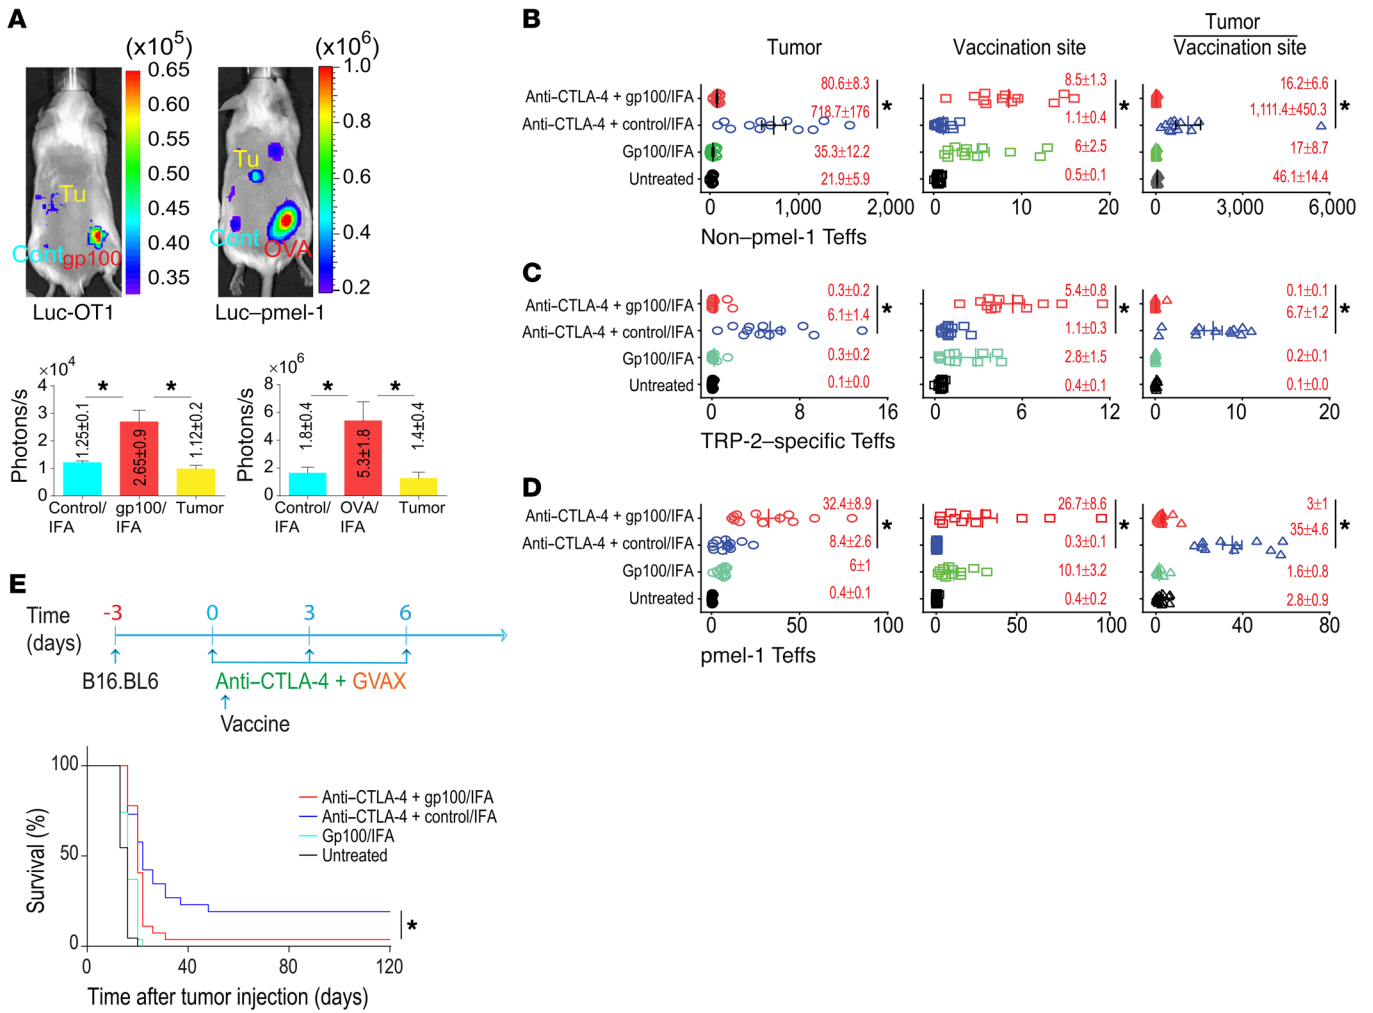 A
(x10⁵)
0.65
0.60
0.55
0.50
0.45
0.40
0.35
Tu
Cont
gp100
Luc-OT1
(x10⁶)
1.0
0.8
0.6
0.4
0.2
Tu
Cont
OVA
Luc–pmel-1
×10⁴
Photons/s
4
3
2
1
0
*
*
1.25±0.1
2.65±0.9
1.12±0.2
Control/ gp100/ Tumor
IFA IFA
×10⁶
Photons/s
8
6
4
2
0
*
*
1.8±0.4
5.3±1.8
1.4±0.4
Control/ OVA/ Tumor
IFA IFA
B
Tumor
Vaccination site
Tumor
Vaccination site
Anti–CTLA-4 + gp100/IFA
Anti–CTLA-4 + control/IFA
Gp100/IFA
Untreated
80.6±8.3
718.7±176
35.3±12.2
21.9±5.9
*
0 1,000 2,000
8.5±1.3
1.1±0.4
6±2.5
0.5±0.1
*
0 10 20
16.2±6.6
1,111.4±450.3
17±8.7
46.1±14.4
*
0 3,000 6,000
Non–pmel-1 Teffs
C
Anti–CTLA-4 + gp100/IFA
Anti–CTLA-4 + control/IFA
Gp100/IFA
Untreated
0.3±0.2
6.1±1.4
0.3±0.2
0.1±0.0
*
0 8 16
5.4±0.8
1.1±0.3
2.8±1.5
0.4±0.1
*
0 6 12
0.1±0.1
6.7±1.2
0.2±0.1
0.1±0.0
*
0 10 20
TRP-2–specific Teffs
D
Anti–CTLA-4 + gp100/IFA
Anti–CTLA-4 + control/IFA
Gp100/IFA
Untreated
32.4±8.9
8.4±2.6
6±1
0.4±0.1
*
0 50 100
26.7±8.6
0.3±0.1
10.1±3.2
0.4±0.2
*
0 50 100
3±1
35±4.6
1.6±0.8
2.8±0.9
*
0 40 80
pmel-1 Teffs
E
Time
(days)
-3 0 3 6
B16.BL6
Anti–CTLA-4 + GVAX
Vaccine
Survival (%)
100
50
0
Anti–CTLA-4 + gp100/IFA
Anti–CTLA-4 + control/IFA
Gp100/IFA
Untreated
*
0 40 80 120
Time after tumor injection (days)